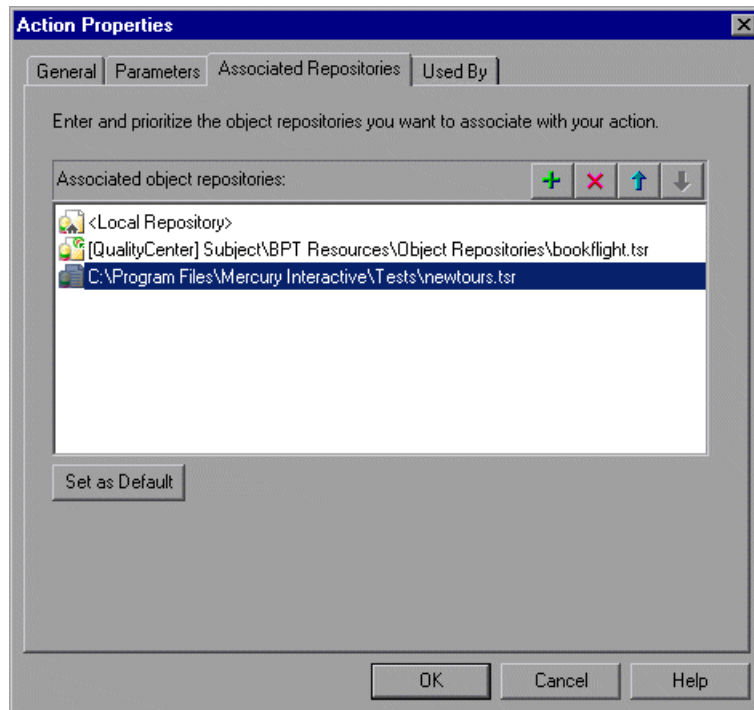 Action Properties
General Parameters Associated Repositories Used By
Enter and prioritize the object repositories you want to associate with your action.
Associated object repositories:
<Local Repository>
[QualityCenter] Subject\BPT Resources\Object Repositories\bookflight.tsr
C:\Program Files\Mercury Interactive\Tests\newtours.tsr
Set as Default
OK Cancel Help